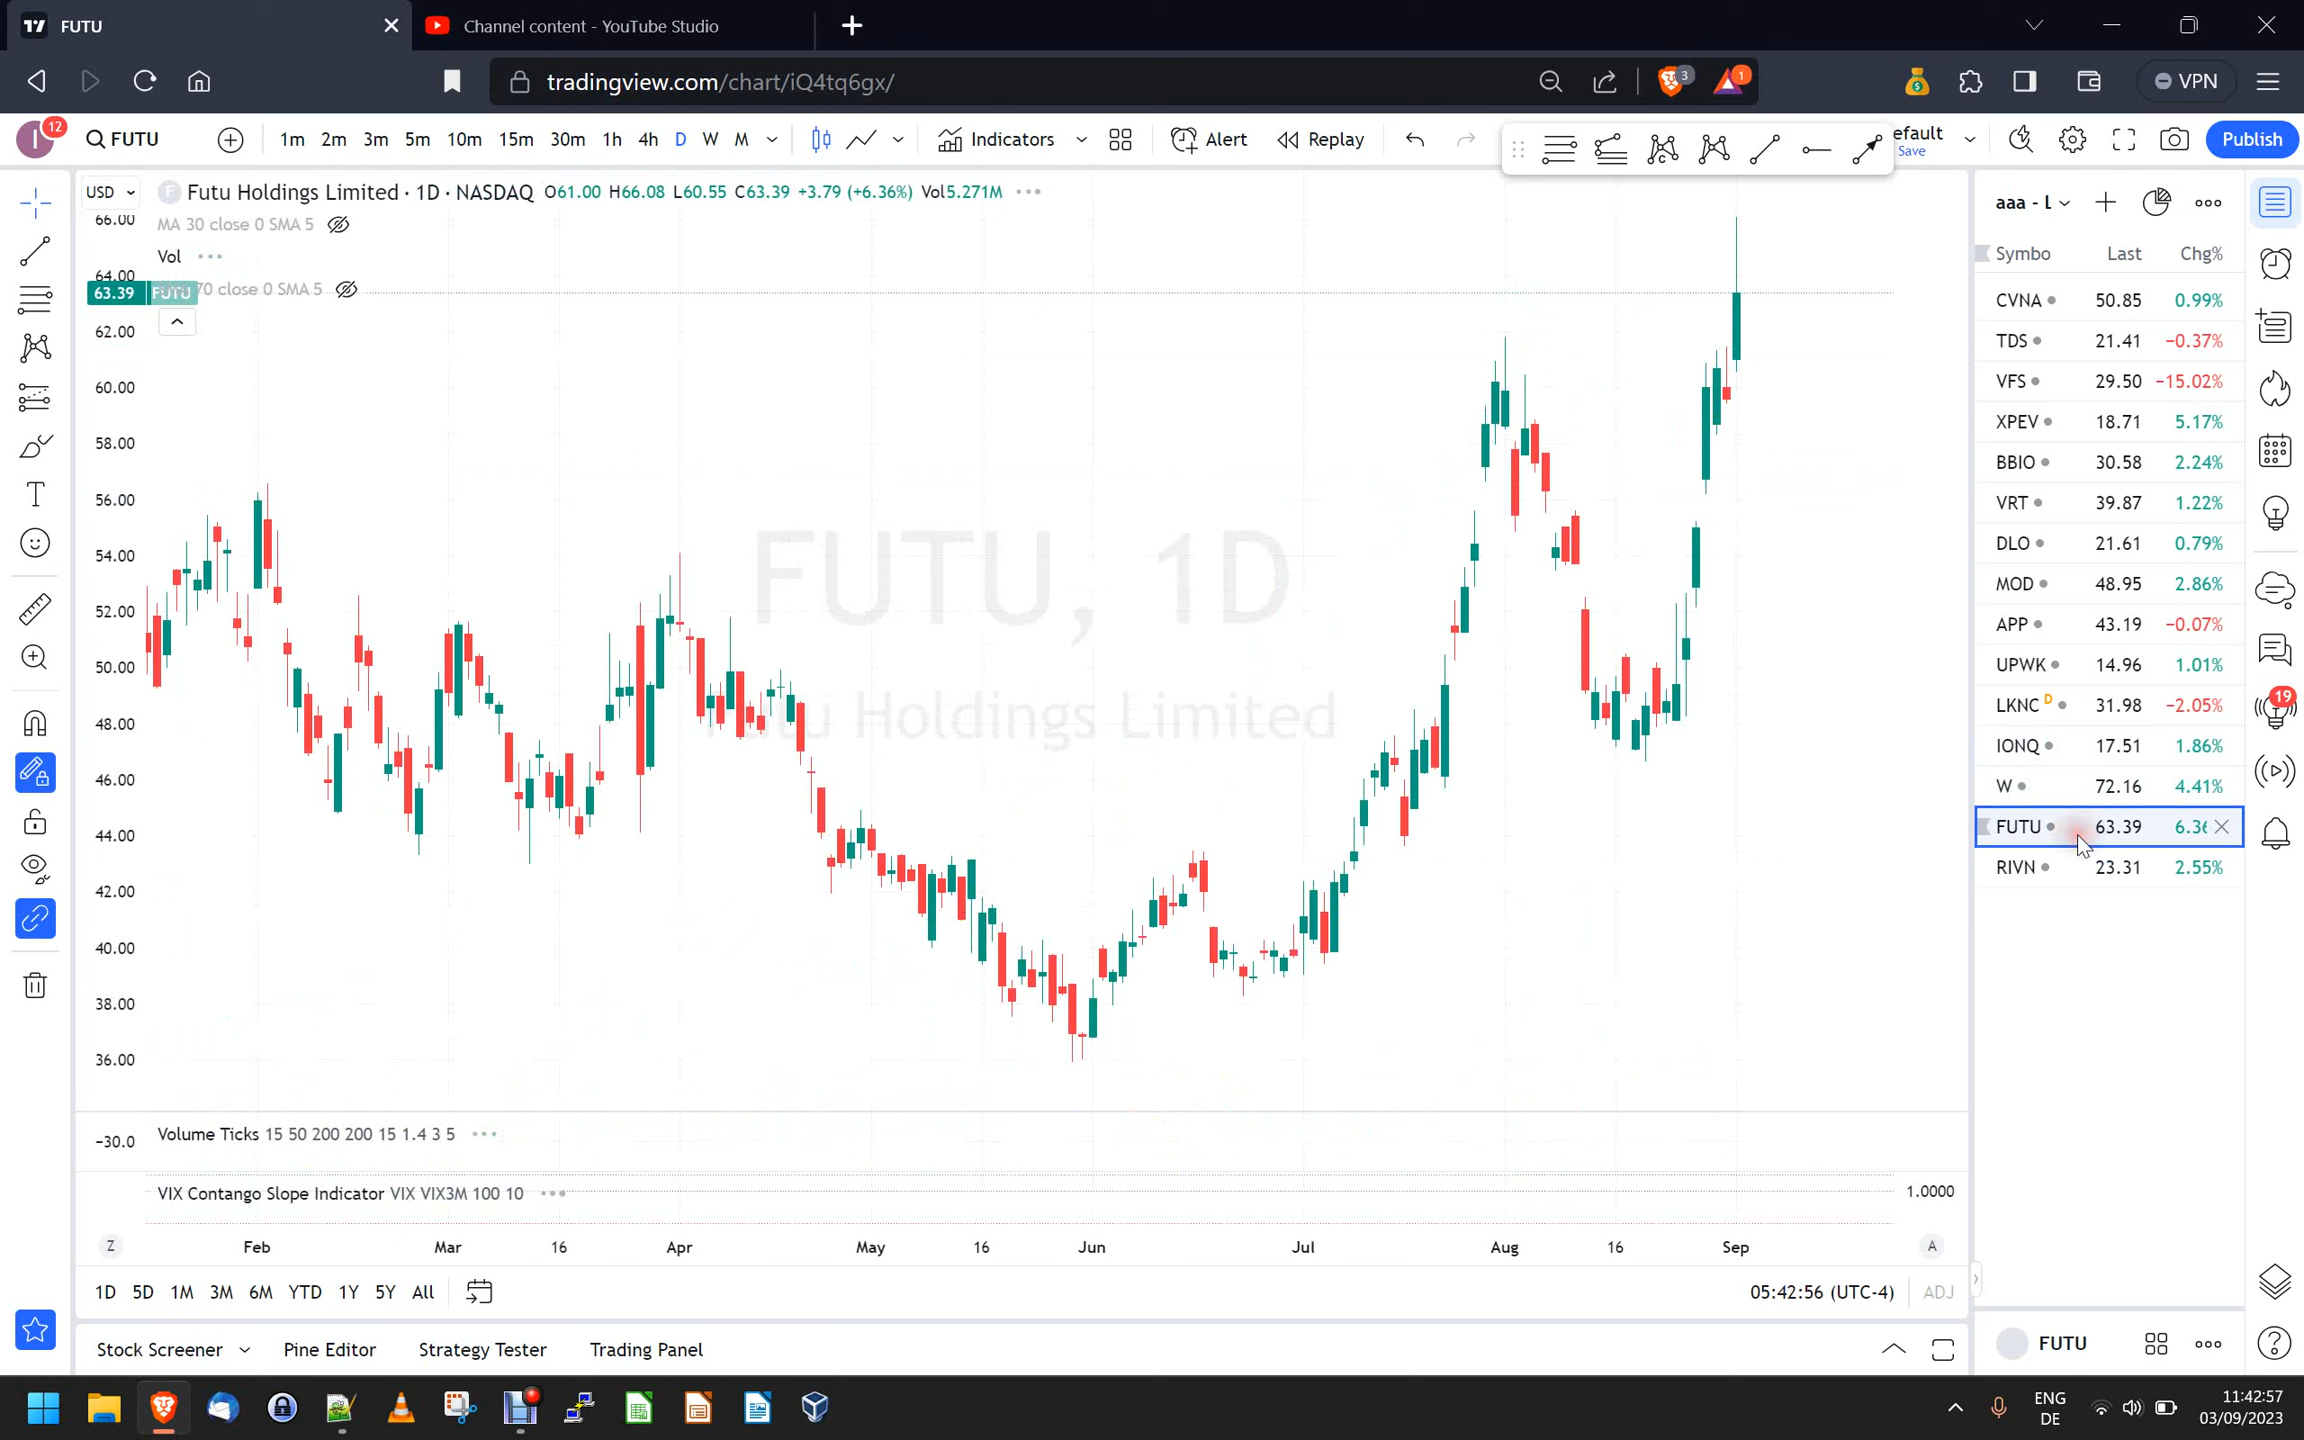 FUTU
Channel content - YouTube Studio
tradingview.com/chart/iQ4tq6gx/
3
1
VPN
I
12
FUTU
1m 2m 3m 5m 10m 15m 30m 1h 4h D W M
Indicators
Alert
Replay
efault
Save
Publish
USD
Futu Holdings Limited · 1D · NASDAQ O61.00 H66.08 L60.55 C63.39 +3.79 (+6.36%) Vol5.271M
MA 30 close 0 SMA 5
Vol
70 close 0 SMA 5
66.00
64.00
63.39 FUTU
62.00
60.00
58.00
56.00
54.00
52.00
50.00
48.00
46.00
44.00
42.00
40.00
38.00
36.00
-30.0
FUTU, 1D
Futu Holdings Limited
Volume Ticks 15 50 200 200 15 1.4 3 5
VIX Contango Slope Indicator VIX VIX3M 100 10
1.0000
Z Feb Mar 16 Apr May 16 Jun Jul Aug 16 Sep A
1D 5D 1M 3M 6M YTD 1Y 5Y All
05:42:56 (UTC-4) ADJ
Stock Screener Pine Editor Strategy Tester Trading Panel
aaa - L
Symbo Last Chg%
CVNA 50.85 0.99%
TDS 21.41 −0.37%
VFS 29.50 −15.02%
XPEV 18.71 5.17%
BBIO 30.58 2.24%
VRT 39.87 1.22%
DLO 21.61 0.79%
MOD 48.95 2.86%
APP 43.19 −0.07%
UPWK 14.96 1.01%
LKNC D 31.98 −2.05%
IONQ 17.51 1.86%
W 72.16 4.41%
FUTU 63.39 6.36
RIVN 23.31 2.55%
19
FUTU
ENG
DE
11:42:57
03/09/2023